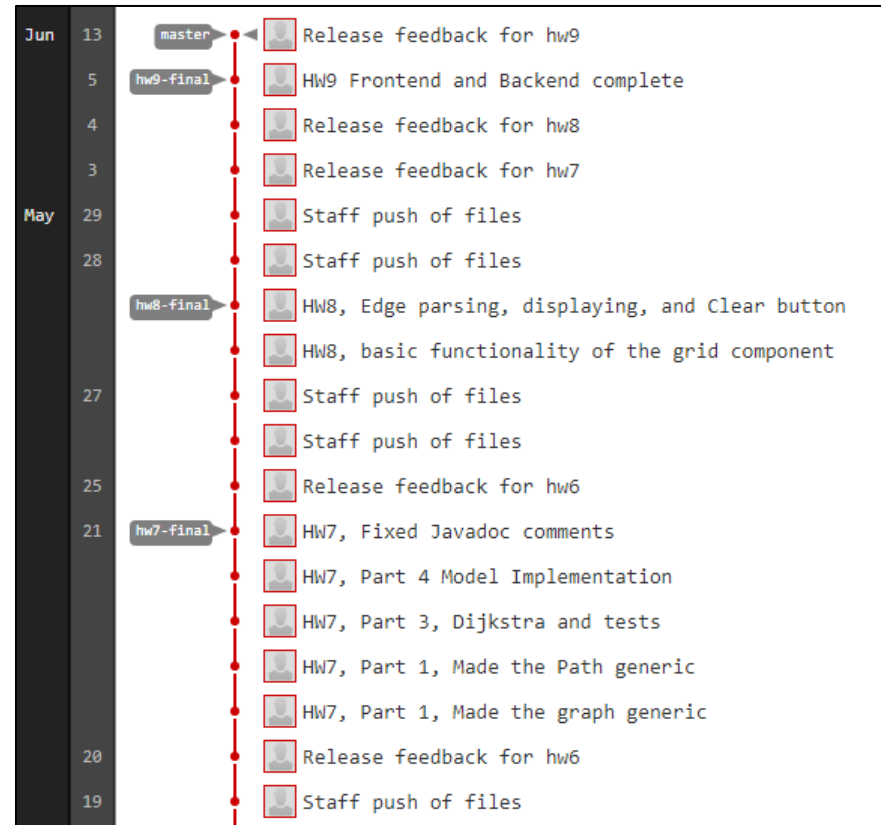 Jun 13 master Release feedback for hw9
5 hw9-final HW9 Frontend and Backend complete
4 Release feedback for hw8
3 Release feedback for hw7
May 29 Staff push of files
28 Staff push of files
hw8-final HW8, Edge parsing, displaying, and Clear button
HW8, basic functionality of the grid component
27 Staff push of files
Staff push of files
25 Release feedback for hw6
21 hw7-final HW7, Fixed Javadoc comments
HW7, Part 4 Model Implementation
HW7, Part 3, Dijkstra and tests
HW7, Part 1, Made the Path generic
HW7, Part 1, Made the graph generic
20 Release feedback for hw6
19 Staff push of files